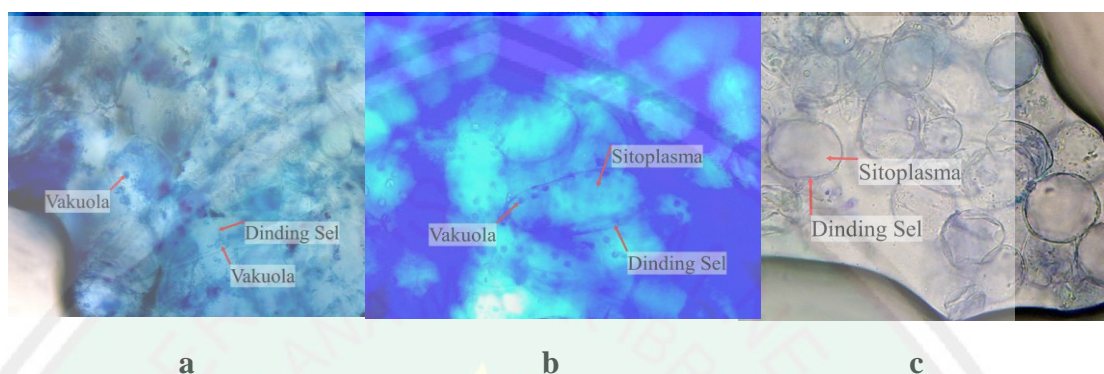 Vakuola
Dinding Sel
Vakuola
Sitoplasma
Vakuola
Dinding Sel
Sitoplasma
Dinding Sel
a
b
c